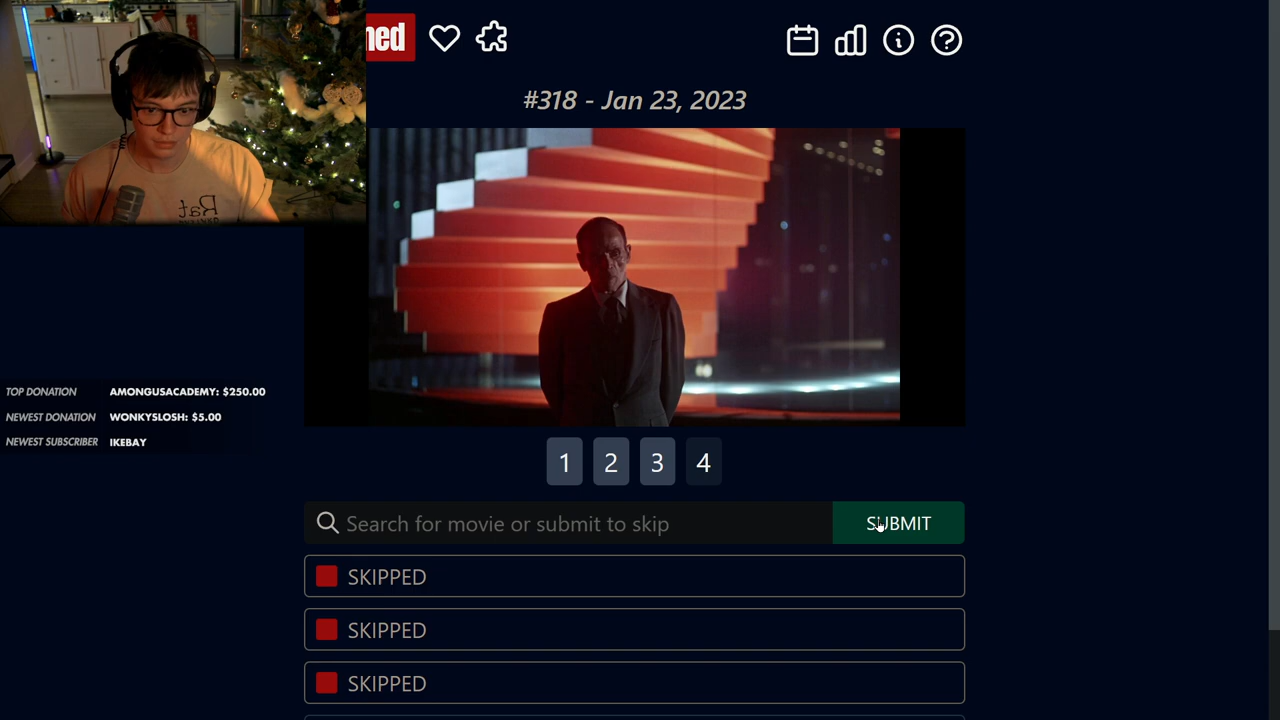 ned
#318 - Jan 23, 2023
Rat
TOP DONATION AMONGUSACADEMY: $250.00
NEWEST DONATION WONKYSLOSH: $5.00
NEWEST SUBSCRIBER IKEBAY
1 2 3 4
Search for movie or submit to skip
SUBMIT
SKIPPED
SKIPPED
SKIPPED